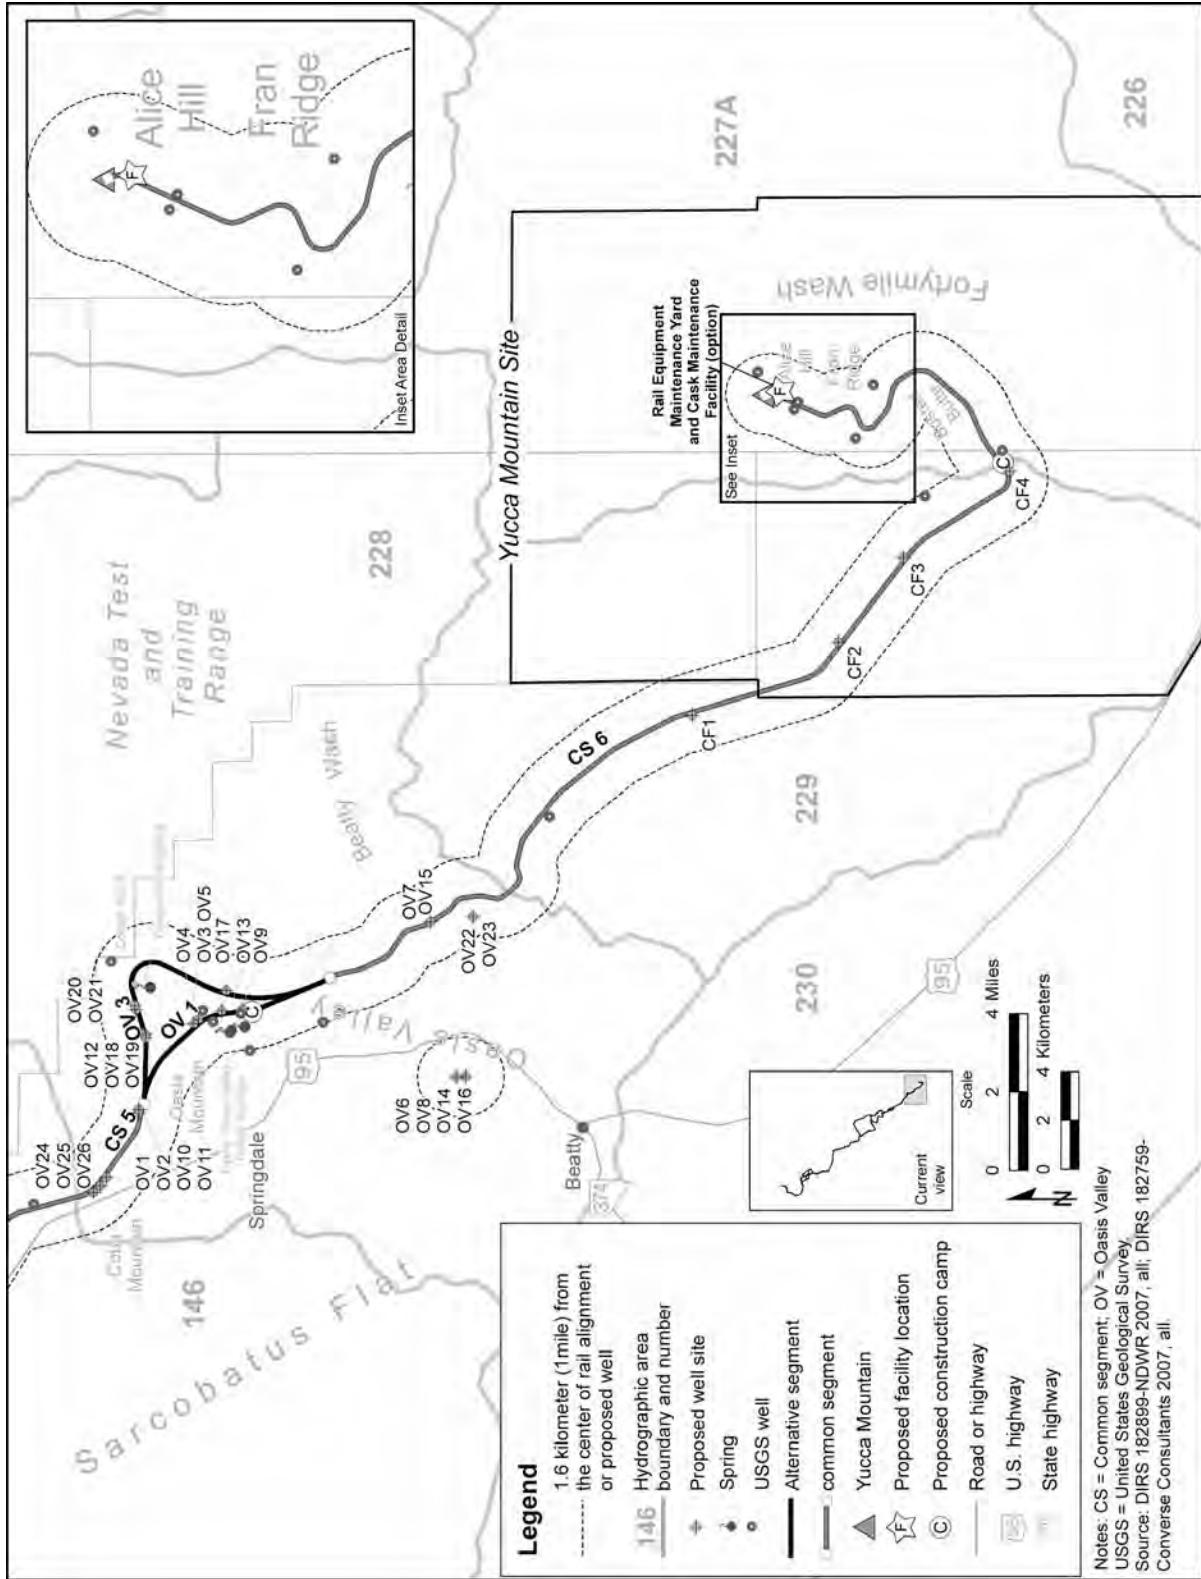 Sarcobatus Flat
146
Nevada Test
and
Training
Range
228
Beatty Wash
OV24
OV25
OV26
CS 5
OV1
OV2
OV10
OV11
OV12
OV18
OV19
OV20
OV21
OV 3
OV 1
OV4
OV3 OV5
OV17
OV13
OV9
C
Oasis
Mountain
Mountain
Springdale
95
Oasis Valley
OV6
OV8
OV14
OV16
OV7
OV15
OV22
OV23
Beatty
374
CS 6
229
230
95
CF1
CF2
CF3
CF4
C
Yucca Mountain Site
Rail Equipment
Maintenance Yard
and Cask Maintenance
Facility (option)
See Inset
F
Alice
Hill
Fran
Ridge
Fortymile Wash
227A
226
F
Alice
Hill
Fran
Ridge
Inset Area Detail
Current
view
Scale
0 2 4 Miles
0 2 4 Kilometers
N
Legend
1.6 kilometer (1mile) from
the center of rail alignment
or proposed well
146 Hydrographic area
boundary and number
Proposed well site
Spring
USGS well
Alternative segment
common segment
Yucca Mountain
F Proposed facility location
C Proposed construction camp
Road or highway
95 U.S. highway
State highway
Notes: CS = Common segment; OV = Oasis Valley
USGS = United States Geological Survey
Source: DIRS 182899-NDWR 2007, all; DIRS 182759-
Converse Consultants 2007, all.